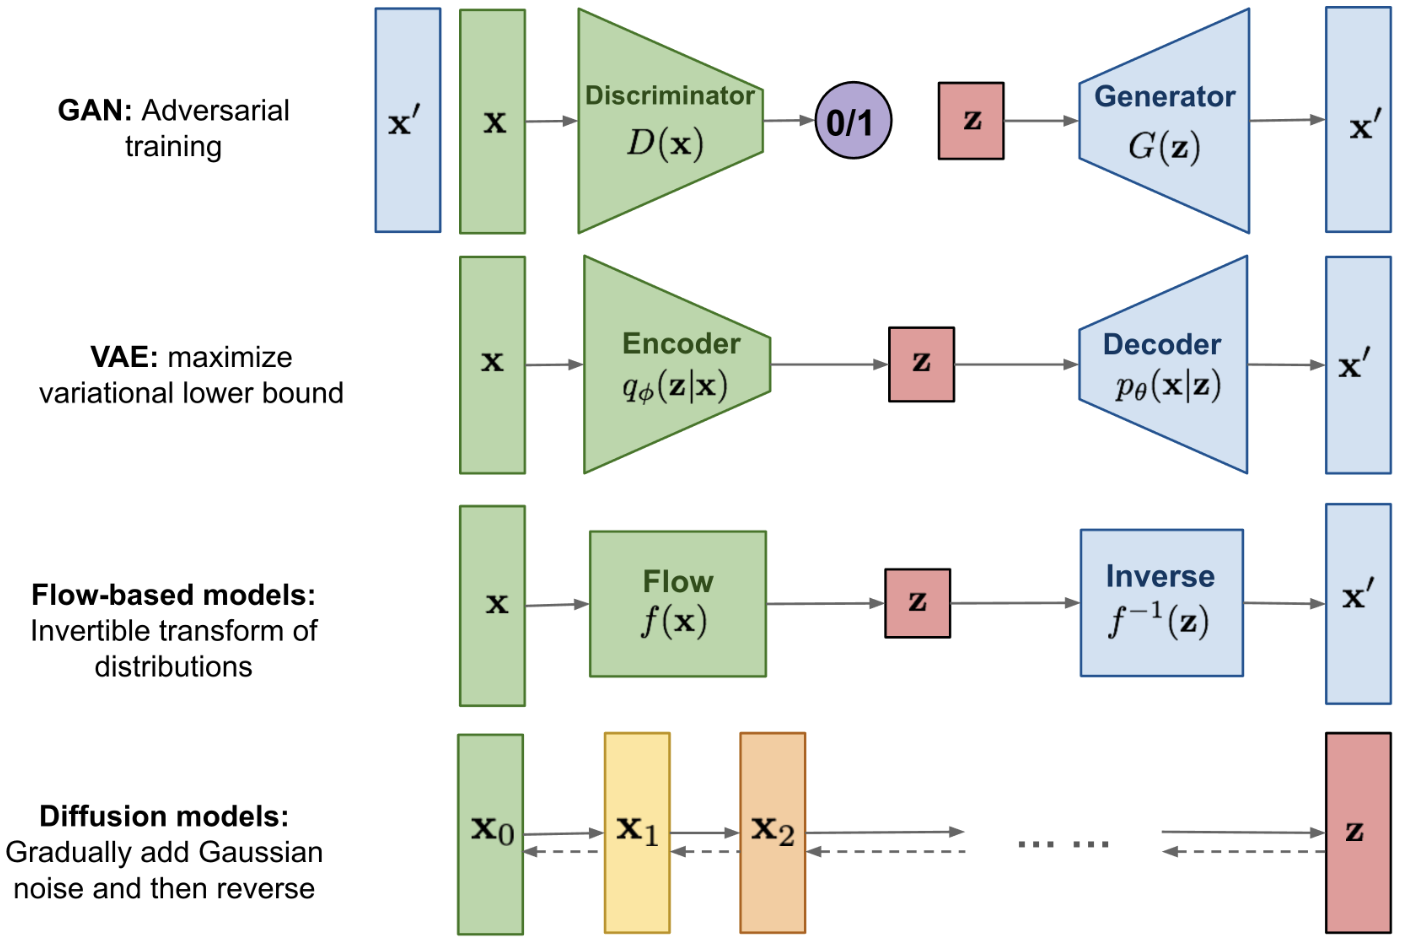 GAN: Adversarial
training
x′
x
Discriminator
D(x)
0/1
z
Generator
G(z)
x′
VAE: maximize
variational lower bound
x
Encoder
qϕ(z|x)
z
Decoder
pθ(x|z)
x′
Flow-based models:
Invertible transform of
distributions
x
Flow
f(x)
z
Inverse
f⁻¹(z)
x′
Diffusion models:
Gradually add Gaussian
noise and then reverse
x₀
x₁
x₂
... ...
z